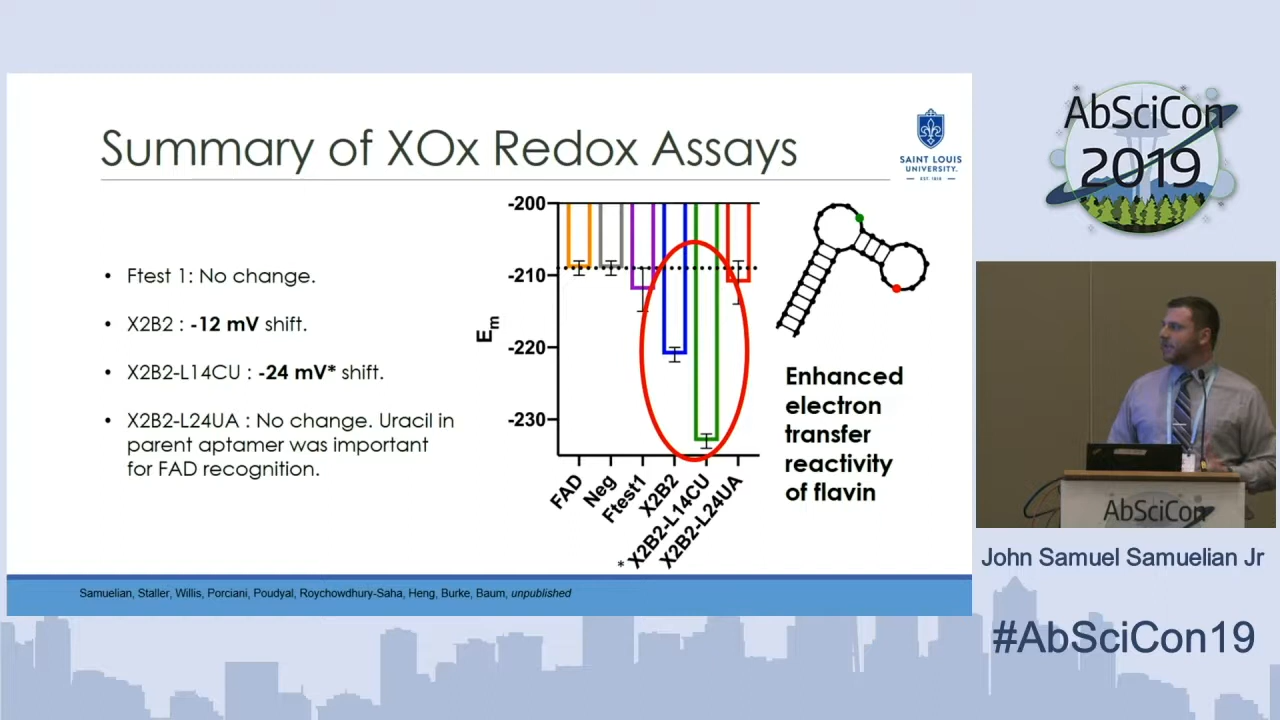 Summary of XOx Redox Assays
SAINT LOUIS
UNIVERSITY.
EST. 1818
• Ftest 1: No change.
• X2B2 : -12 mV shift.
• X2B2-L14CU : -24 mV* shift.
• X2B2-L24UA : No change. Uracil in
parent aptamer was important
for FAD recognition.
-200
-210
-220
-230
Em
FAD
Neg
Ftest1
X2B2
* X2B2-L14CU
X2B2-L24UA
Enhanced
electron
transfer
reactivity
of flavin
Samuelian, Staller, Willis, Porciani, Poudyal, Roychowdhury-Saha, Heng, Burke, Baum, unpublished
AbSciCon
2019
AbSciCon
John Samuel Samuelian Jr
#AbSciCon19